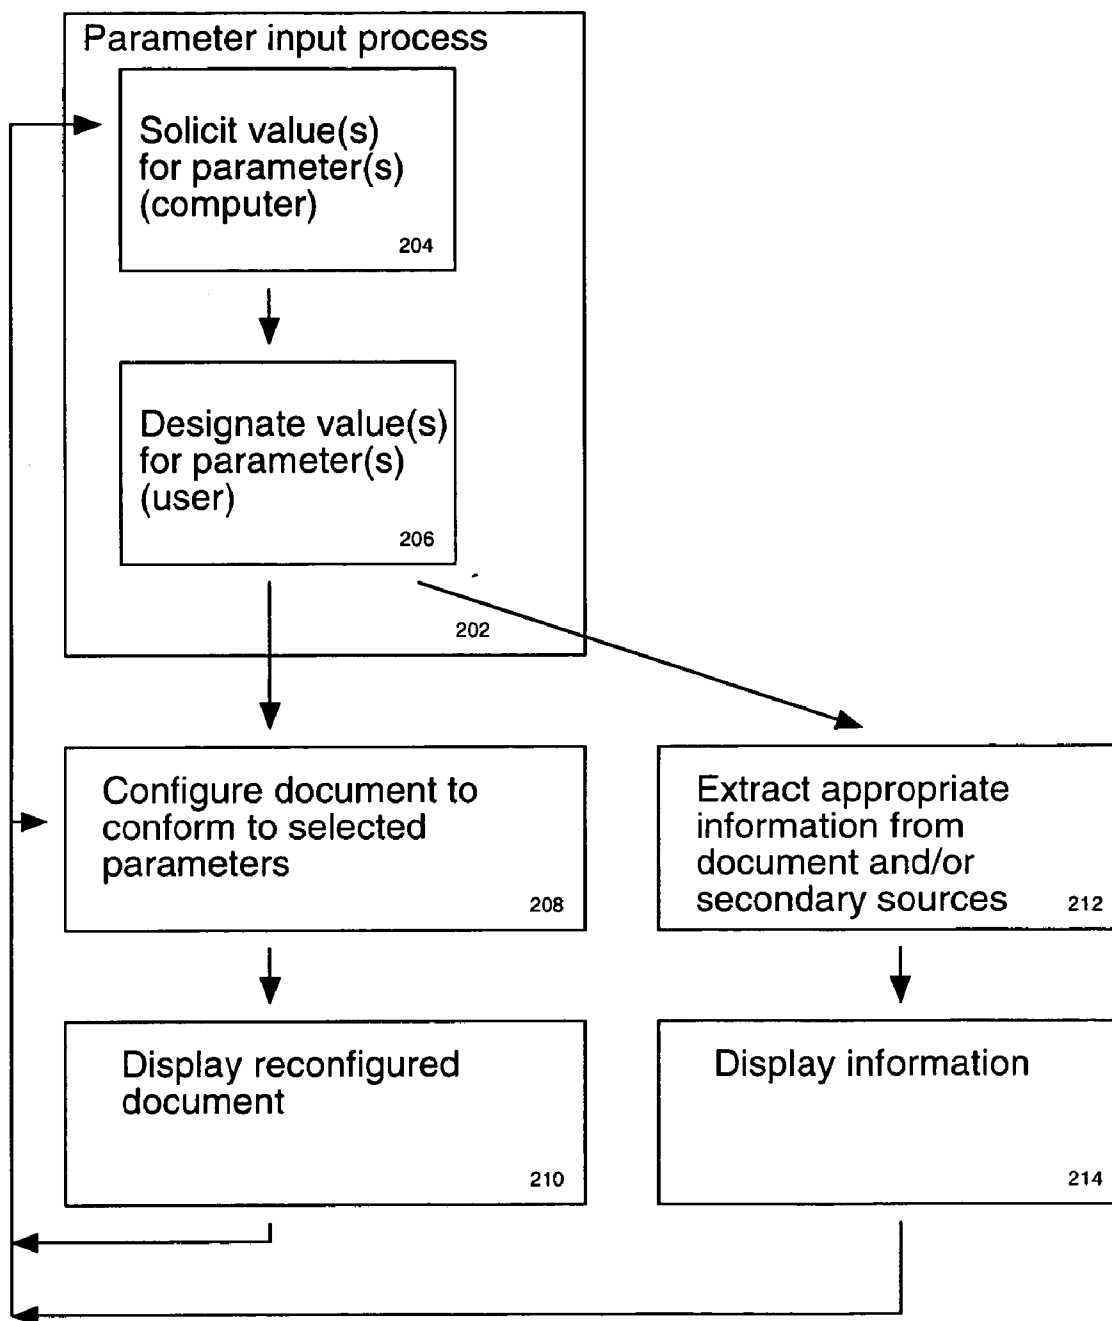 Parameter input process
Solicit value(s)
for parameter(s)
(computer)
204
Designate value(s)
for parameter(s)
(user)
206
202
Configure document to
conform to selected
parameters
208
Extract appropriate
information from
document and/or
secondary sources
212
Display reconfigured
document
210
Display information
214